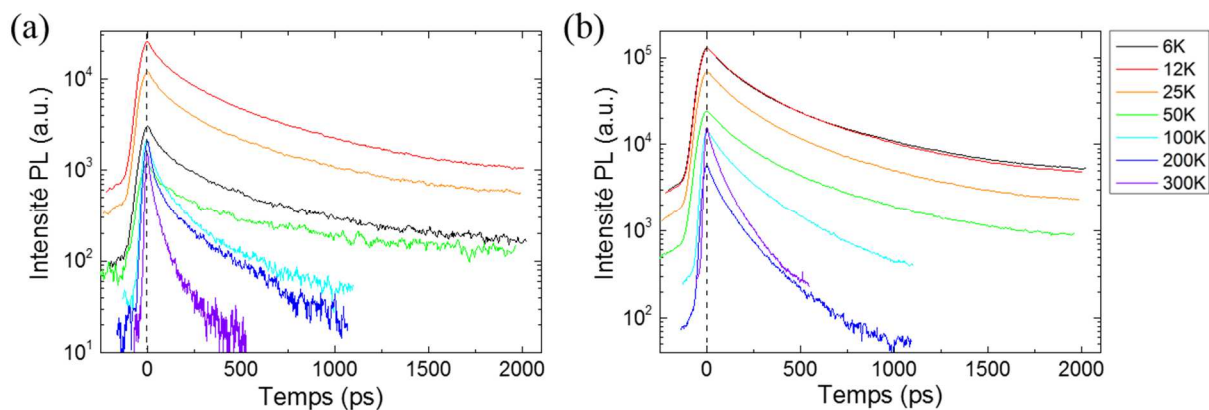 (a)
Intensité PL (a.u.)
10^4
10^3
10^2
10^1
0 500 1000 1500 2000
Temps (ps)
(b)
Intensité PL (a.u.)
10^5
10^4
10^3
10^2
0 500 1000 1500 2000
Temps (ps)
6K
12K
25K
50K
100K
200K
300K